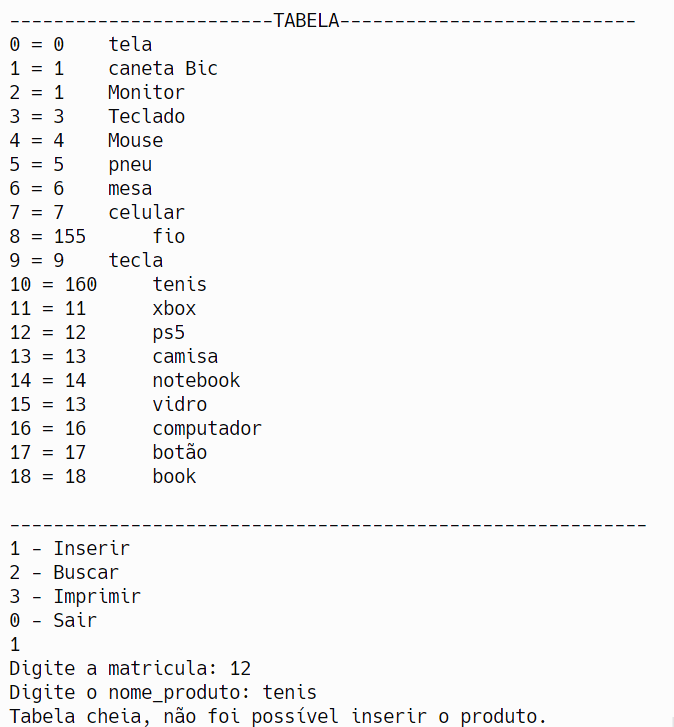 ------------------------TABELA---------------------------
0 = 0    tela
1 = 1    caneta Bic
2 = 1    Monitor
3 = 3    Teclado
4 = 4    Mouse
5 = 5    pneu
6 = 6    mesa
7 = 7    celular
8 = 155      fio
9 = 9    tecla
10 = 160     tenis
11 = 11      xbox
12 = 12      ps5
13 = 13      camisa
14 = 14      notebook
15 = 13      vidro
16 = 16      computador
17 = 17      botão
18 = 18      book
----------------------------------------------------------
1 - Inserir
2 - Buscar
3 - Imprimir
0 - Sair
1
Digite a matricula: 12
Digite o nome_produto: tenis
Tabela cheia, não foi possível inserir o produto.